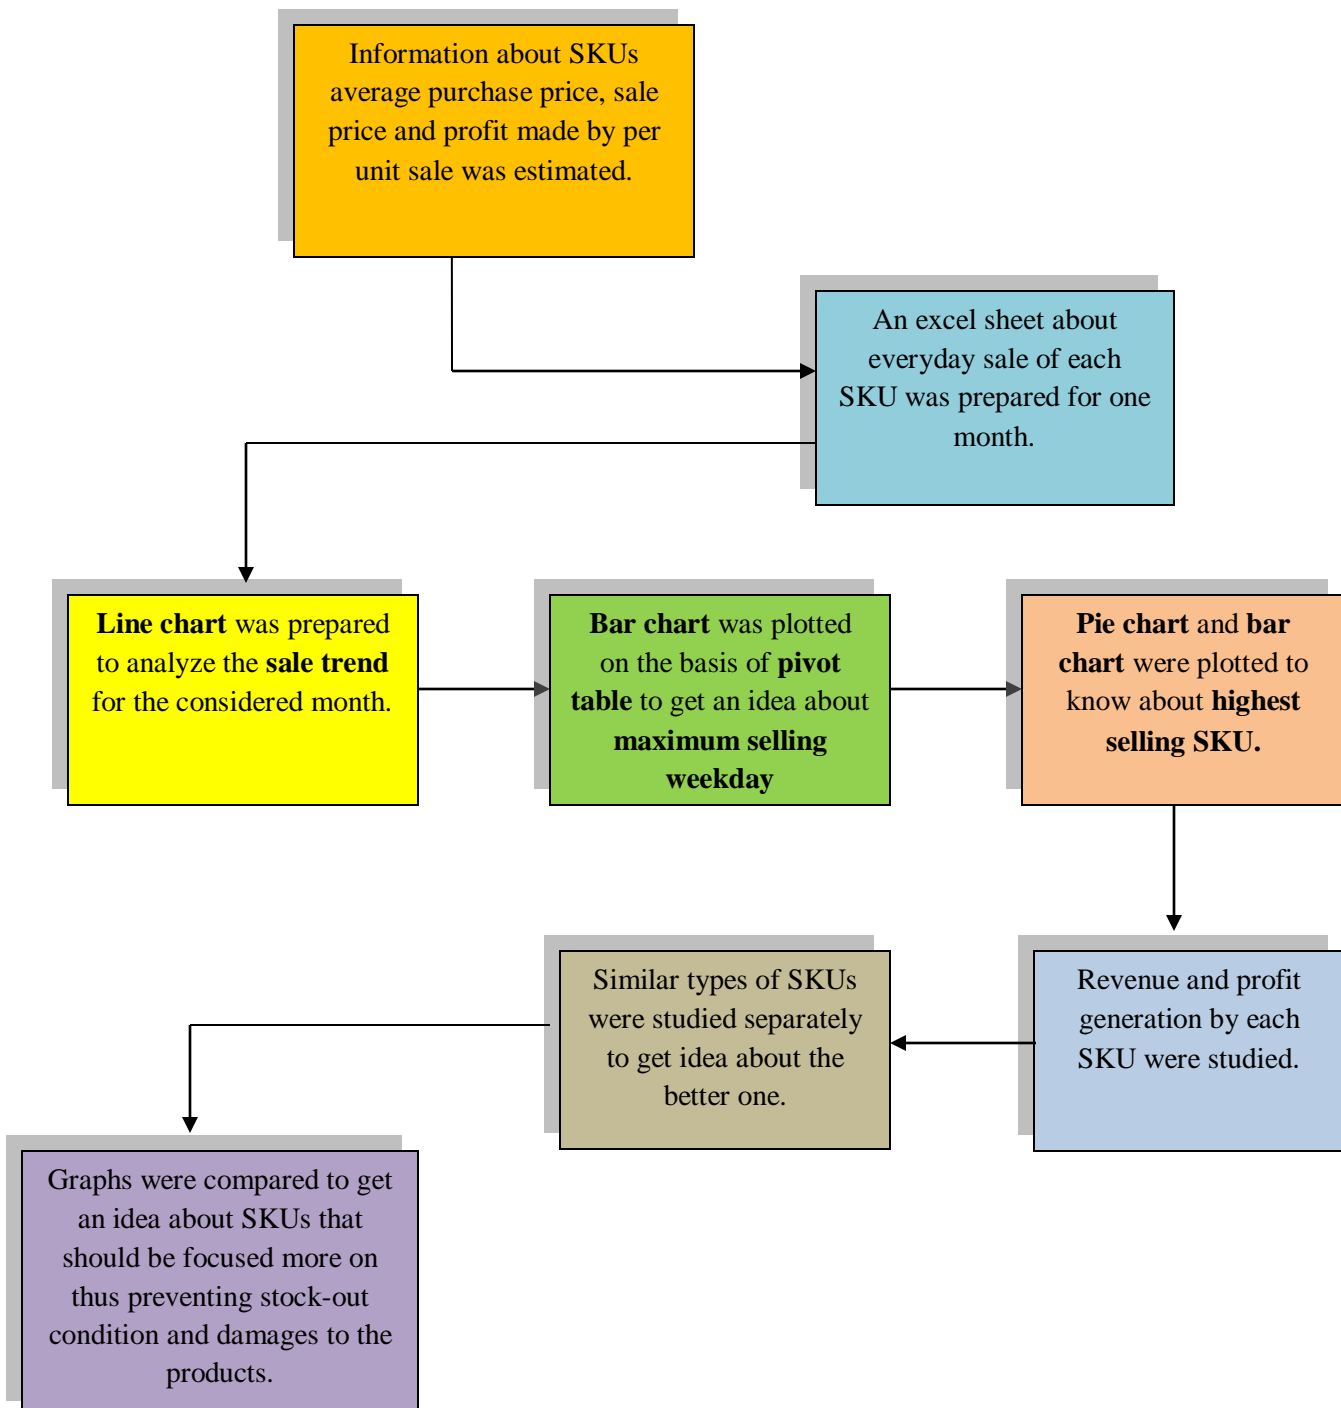 Information about SKUs
average purchase price, sale
price and profit made by per
unit sale was estimated.
An excel sheet about
everyday sale of each
SKU was prepared for one
month.
Line chart was prepared
to analyze the sale trend
for the considered month.
Bar chart was plotted
on the basis of pivot
table to get an idea about
maximum selling
weekday
Pie chart and bar
chart were plotted to
know about highest
selling SKU.
Revenue and profit
generation by each
SKU were studied.
Similar types of SKUs
were studied separately
to get idea about the
better one.
Graphs were compared to get
an idea about SKUs that
should be focused more on
thus preventing stock-out
condition and damages to the
products.